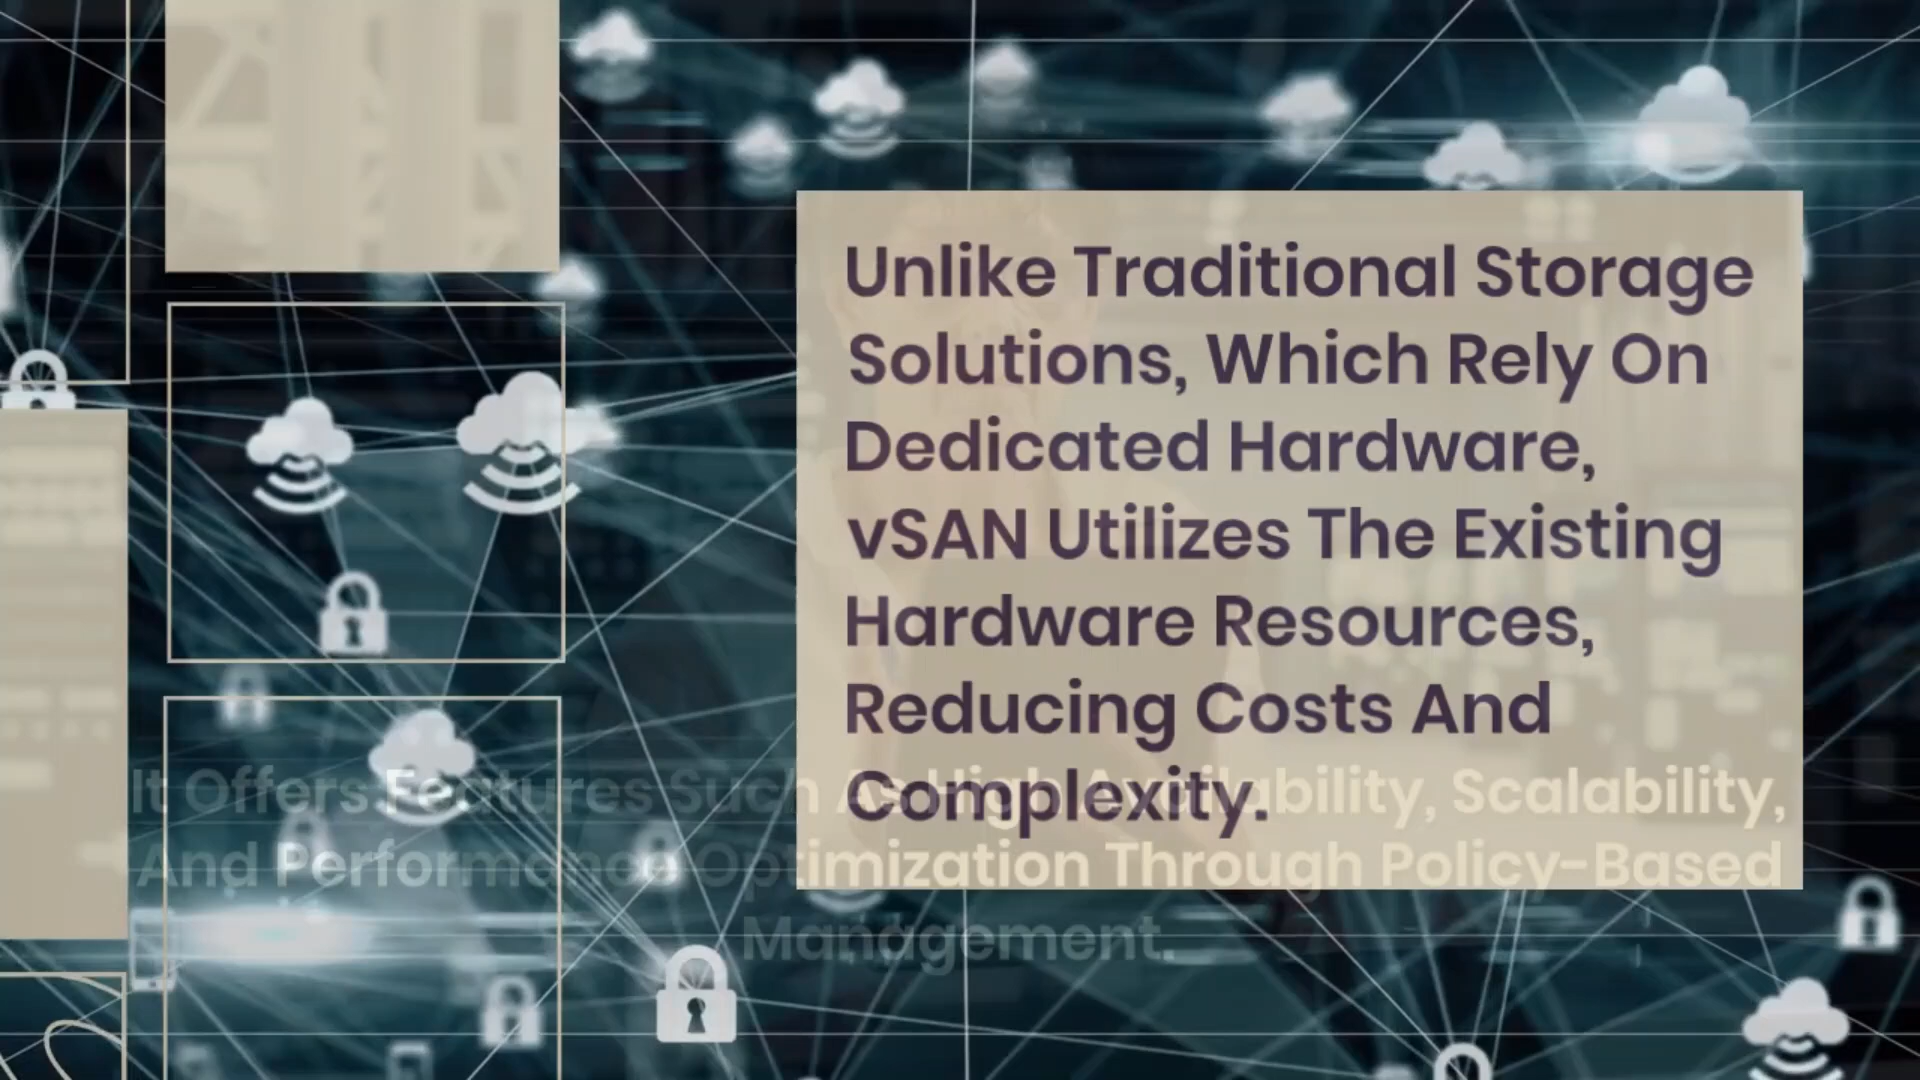 Unlike Traditional Storage
Solutions, Which Rely On
Dedicated Hardware,
vSAN Utilizes The Existing
Hardware Resources,
Reducing Costs And
Complexity.
It Offers Features Such As High Availability, Scalability,
And Performance Optimization Through Policy-Based
Management.